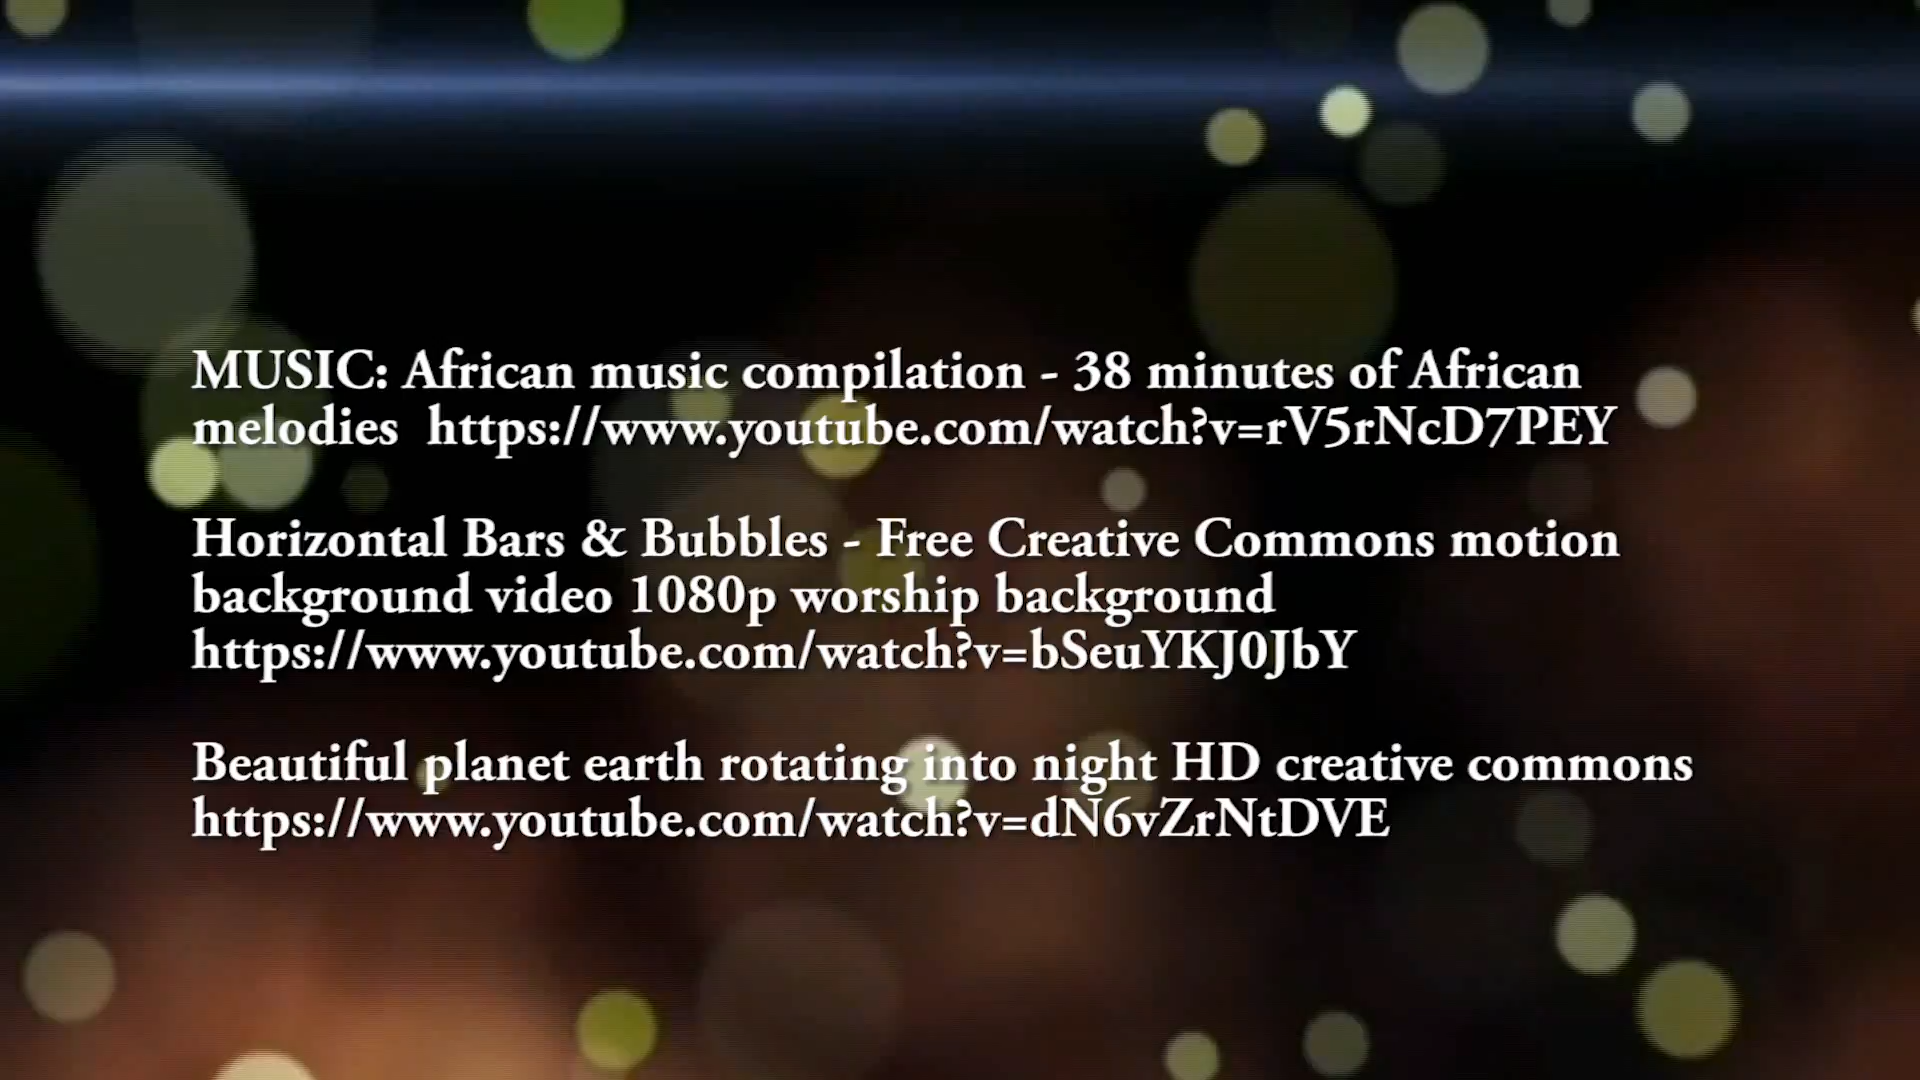 MUSIC: African music compilation - 38 minutes of African
melodies  https://www.youtube.com/watch?v=rV5rNcD7PEY
Horizontal Bars & Bubbles - Free Creative Commons motion
background video 1080p worship background
https://www.youtube.com/watch?v=bSeuYKJ0JbY
Beautiful planet earth rotating into night HD creative commons
https://www.youtube.com/watch?v=dN6vZrNtDVE